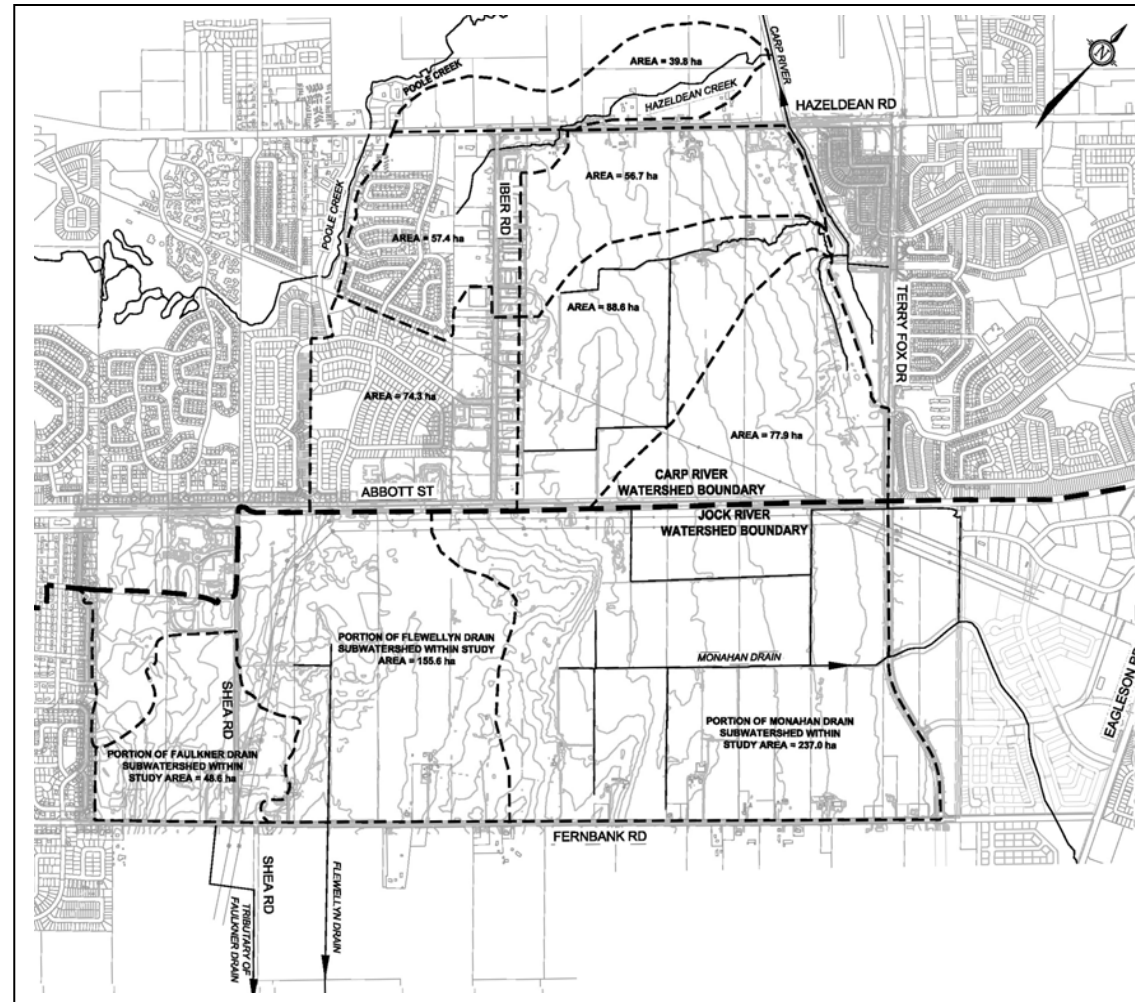 CARP RIVER
N
POOLE CREEK
AREA = 39.8 ha
HAZELDEAN CREEK
HAZELDEAN RD
IBER RD
AREA = 56.7 ha
POOLE CREEK
AREA = 57.4 ha
TERRY FOX DR
AREA = 88.6 ha
AREA = 74.3 ha
AREA = 77.9 ha
CARP RIVER
WATERSHED BOUNDARY
ABBOTT ST
JOCK RIVER
WATERSHED BOUNDARY
PORTION OF FLEWELLYN DRAIN
SUBWATERSHED WITHIN STUDY
AREA = 155.6 ha
MONAHAN DRAIN
EAGLESON RD
SHEA RD
PORTION OF MONAHAN DRAIN
SUBWATERSHED WITHIN
STUDY AREA = 237.0 ha
PORTION OF FAULKNER DRAIN
SUBWATERSHED WITHIN
STUDY AREA = 48.6 ha
FERNBANK RD
SHEA RD
FLEWELLYN DRAIN
TRIBUTARY OF
FAULKNER DRAIN